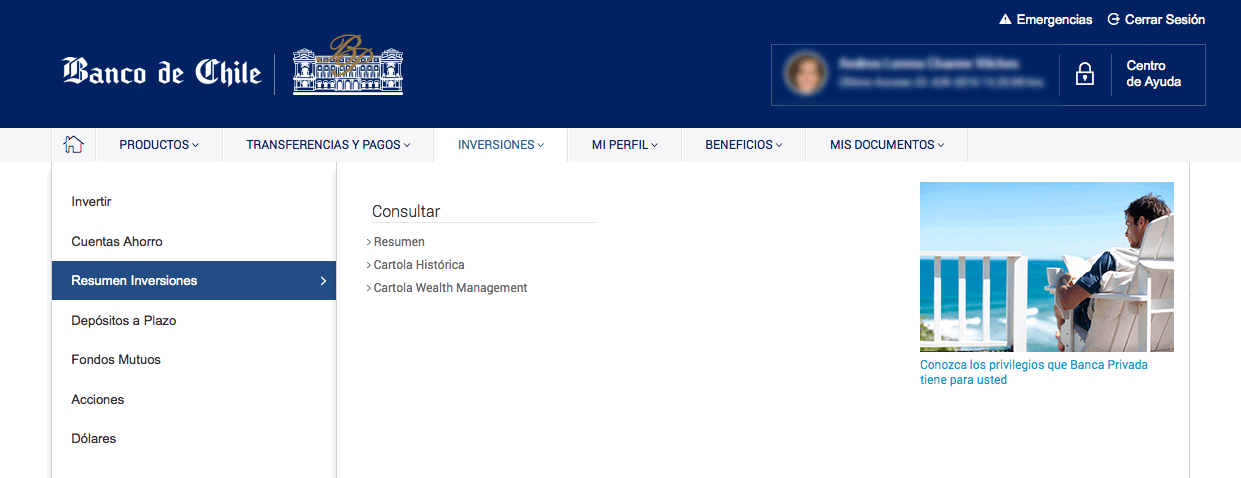 Emergencias
Cerrar Sesión
Banco de Chile
BP
Centro
de Ayuda
PRODUCTOS
TRANSFERENCIAS Y PAGOS
INVERSIONES
MI PERFIL
BENEFICIOS
MIS DOCUMENTOS
Invertir
Cuentas Ahorro
Resumen Inversiones
Depósitos a Plazo
Fondos Mutuos
Acciones
Dólares
Consultar
Resumen
Cartola Histórica
Cartola Wealth Management
Conozca los privilegios que Banca Privada
tiene para usted